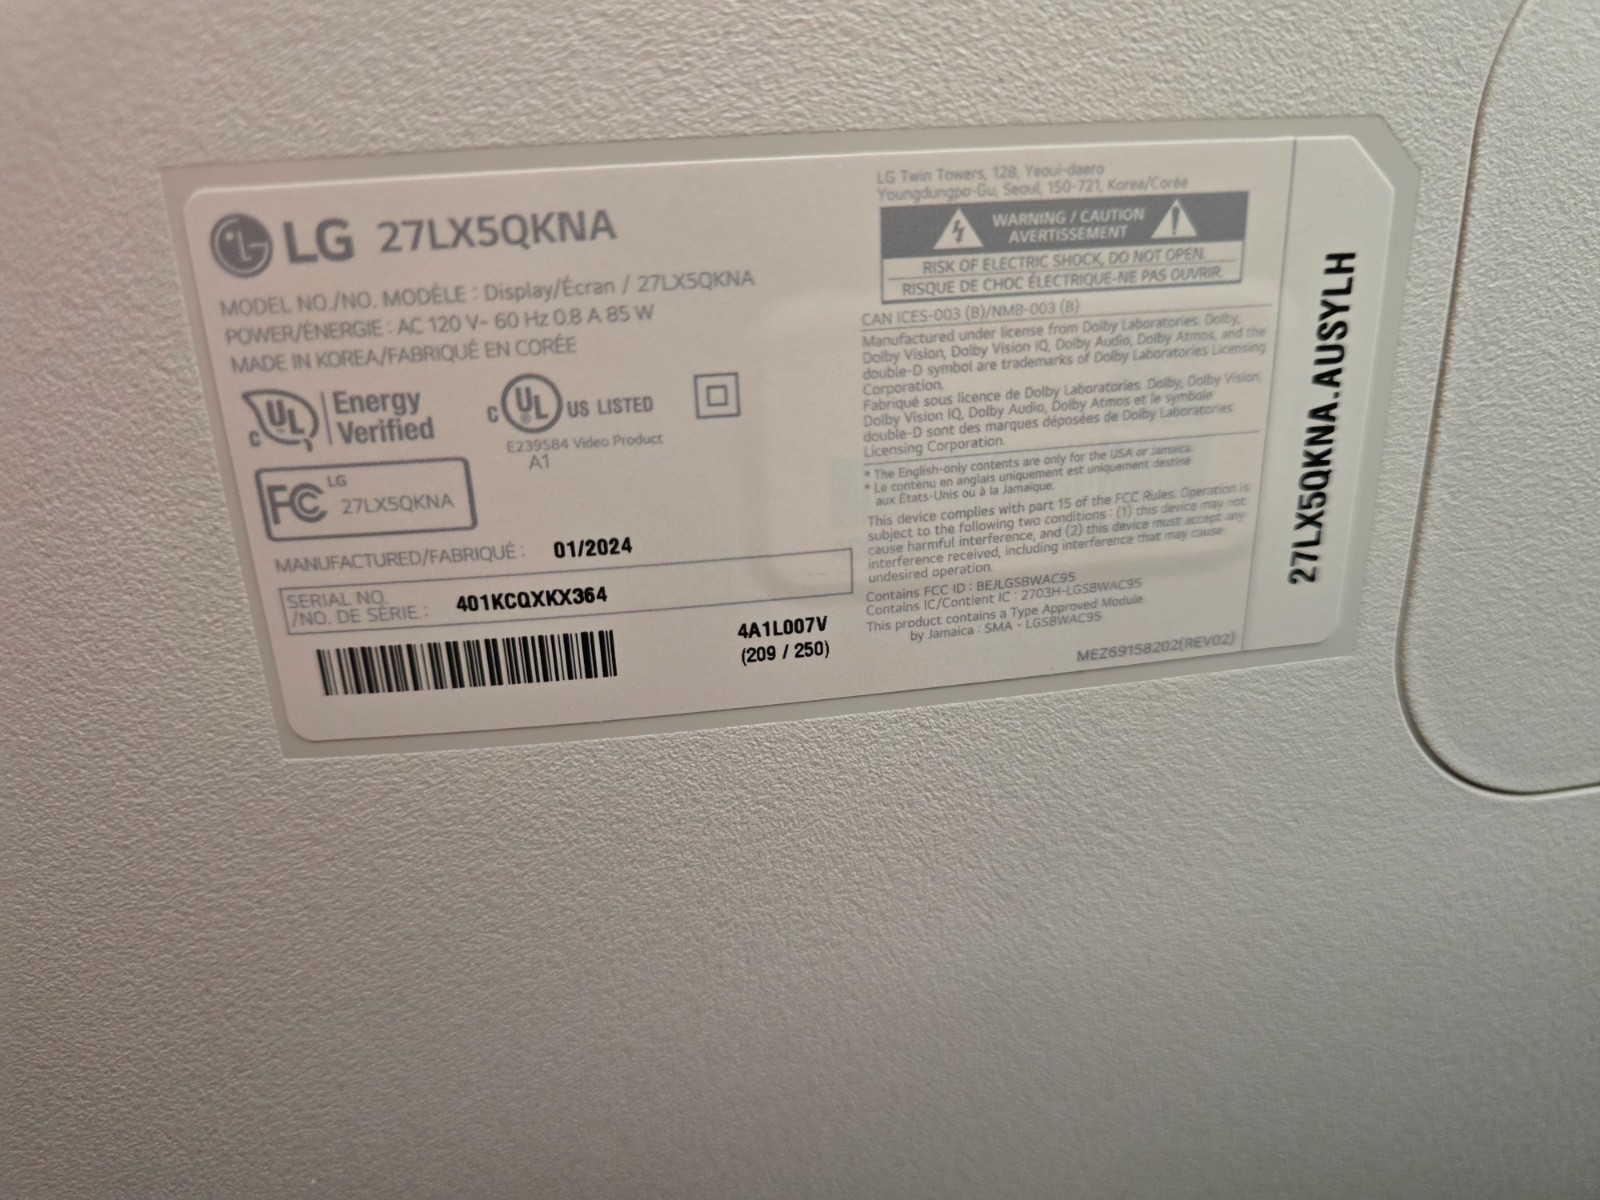 LG 27LX5QKNA
MODEL NO./NO. MODÈLE : Display/Écran / 27LX5QKNA
POWER/ÉNERGIE : AC 120 V~ 60 Hz 0.8 A 85 W
MADE IN KOREA/FABRIQUÉ EN CORÉE
c UL Energy
Verified
c UL US LISTED
E239584 Video Product
A1
FC LG
27LX5QKNA
MANUFACTURED/FABRIQUÉ : 01/2024
SERIAL NO.
/NO. DE SÉRIE : 401KCQXKX364
4A1L007V
(209 / 250)
LG Twin Towers, 128, Yeoui-daero
Youngdungpo-Gu, Seoul, 150-721, Korea/Corée
WARNING / CAUTION
AVERTISSEMENT
RISK OF ELECTRIC SHOCK, DO NOT OPEN.
RISQUE DE CHOC ÉLECTRIQUE-NE PAS OUVRIR.
CAN ICES-003 (B)/NMB-003 (B)
Manufactured under license from Dolby Laboratories. Dolby,
Dolby Vision, Dolby Vision IQ, Dolby Audio, Dolby Atmos, and the
double-D symbol are trademarks of Dolby Laboratories Licensing
Corporation.
Fabriqué sous licence de Dolby Laboratories. Dolby, Dolby Vision,
Dolby Vision IQ, Dolby Audio, Dolby Atmos et le symbole
double-D sont des marques déposées de Dolby Laboratories
Licensing Corporation.
* The English-only contents are only for the USA or Jamaica.
* Le contenu en anglais uniquement est uniquement destiné
aux États-Unis ou à la Jamaïque.
This device complies with part 15 of the FCC Rules. Operation is
subject to the following two conditions : (1) this device may not
cause harmful interference, and (2) this device must accept any
interference received, including interference that may cause
undesired operation.
Contains FCC ID : BEJLGSBWAC95
Contains IC/Contient IC : 2703H-LGSBWAC95
This product contains a Type Approved Module
by Jamaica : SMA - LGSBWAC95
MEZ69158202(REV02)
27LX5QKNA.AUSYLH